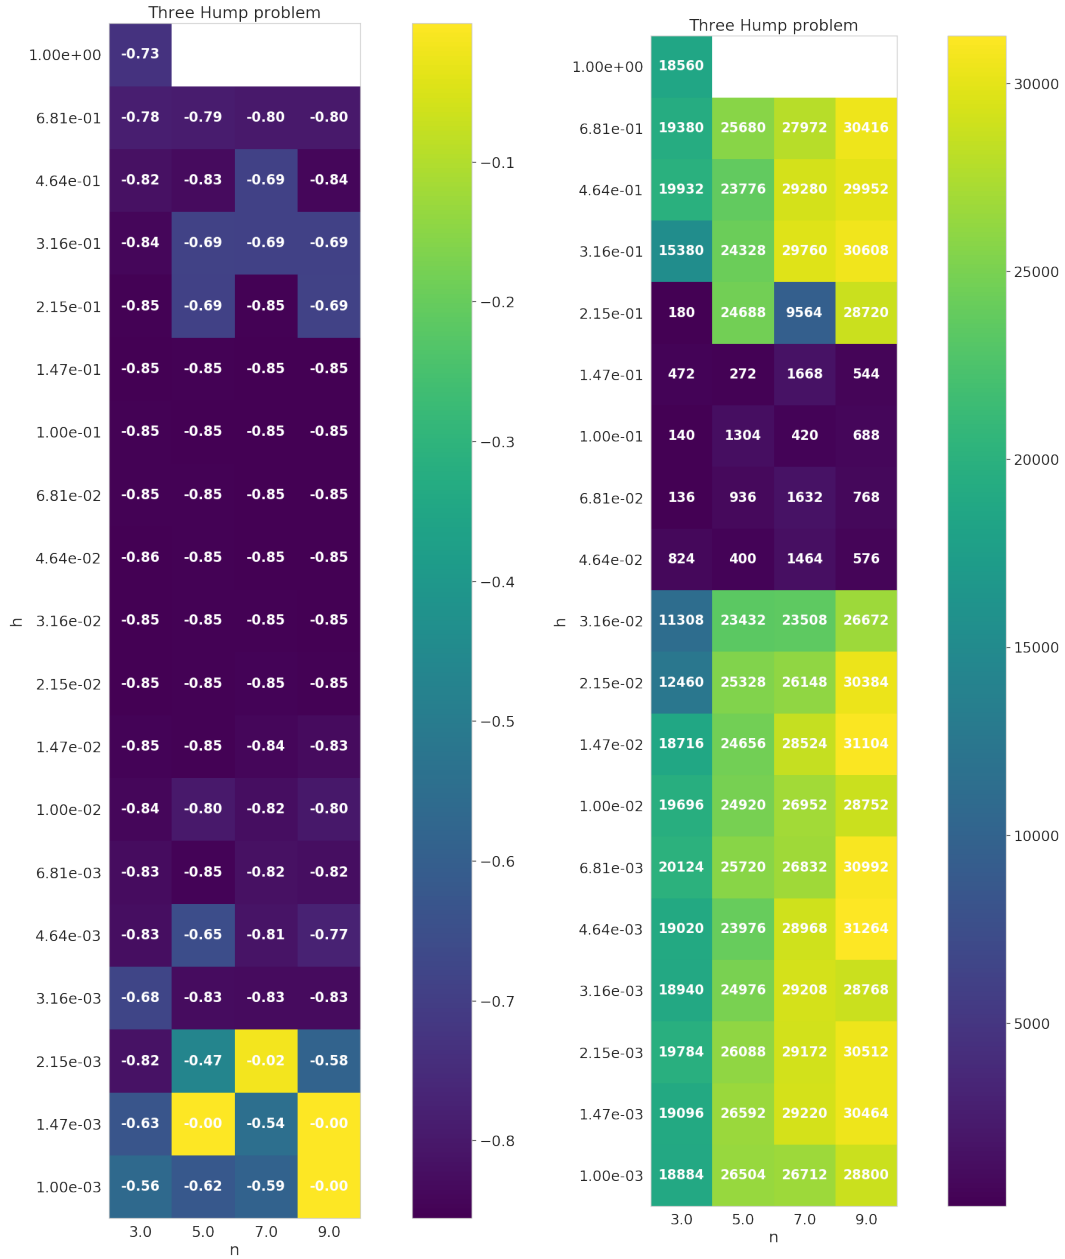 Three Hump problem
1.00e+00 -0.73
6.81e-01 -0.78 -0.79 -0.80 -0.80
4.64e-01 -0.82 -0.83 -0.69 -0.84
3.16e-01 -0.84 -0.69 -0.69 -0.69
2.15e-01 -0.85 -0.69 -0.85 -0.69
1.47e-01 -0.85 -0.85 -0.85 -0.85
1.00e-01 -0.85 -0.85 -0.85 -0.85
6.81e-02 -0.85 -0.85 -0.85 -0.85
4.64e-02 -0.86 -0.85 -0.85 -0.85
h
3.16e-02 -0.85 -0.85 -0.85 -0.85
2.15e-02 -0.85 -0.85 -0.85 -0.85
1.47e-02 -0.85 -0.85 -0.84 -0.83
1.00e-02 -0.84 -0.80 -0.82 -0.80
6.81e-03 -0.83 -0.85 -0.82 -0.82
4.64e-03 -0.83 -0.65 -0.81 -0.77
3.16e-03 -0.68 -0.83 -0.83 -0.83
2.15e-03 -0.82 -0.47 -0.02 -0.58
1.47e-03 -0.63 -0.00 -0.54 -0.00
1.00e-03 -0.56 -0.62 -0.59 -0.00
3.0 5.0 7.0 9.0
n
−0.1
−0.2
−0.3
−0.4
−0.5
−0.6
−0.7
−0.8
Three Hump problem
1.00e+00 18560
6.81e-01 19380 25680 27972 30416
4.64e-01 19932 23776 29280 29952
3.16e-01 15380 24328 29760 30608
2.15e-01 180 24688 9564 28720
1.47e-01 472 272 1668 544
1.00e-01 140 1304 420 688
6.81e-02 136 936 1632 768
4.64e-02 824 400 1464 576
h
3.16e-02 11308 23432 23508 26672
2.15e-02 12460 25328 26148 30384
1.47e-02 18716 24656 28524 31104
1.00e-02 19696 24920 26952 28752
6.81e-03 20124 25720 26832 30992
4.64e-03 19020 23976 28968 31264
3.16e-03 18940 24976 29208 28768
2.15e-03 19784 26088 29172 30512
1.47e-03 19096 26592 29220 30464
1.00e-03 18884 26504 26712 28800
3.0 5.0 7.0 9.0
n
30000
25000
20000
15000
10000
5000